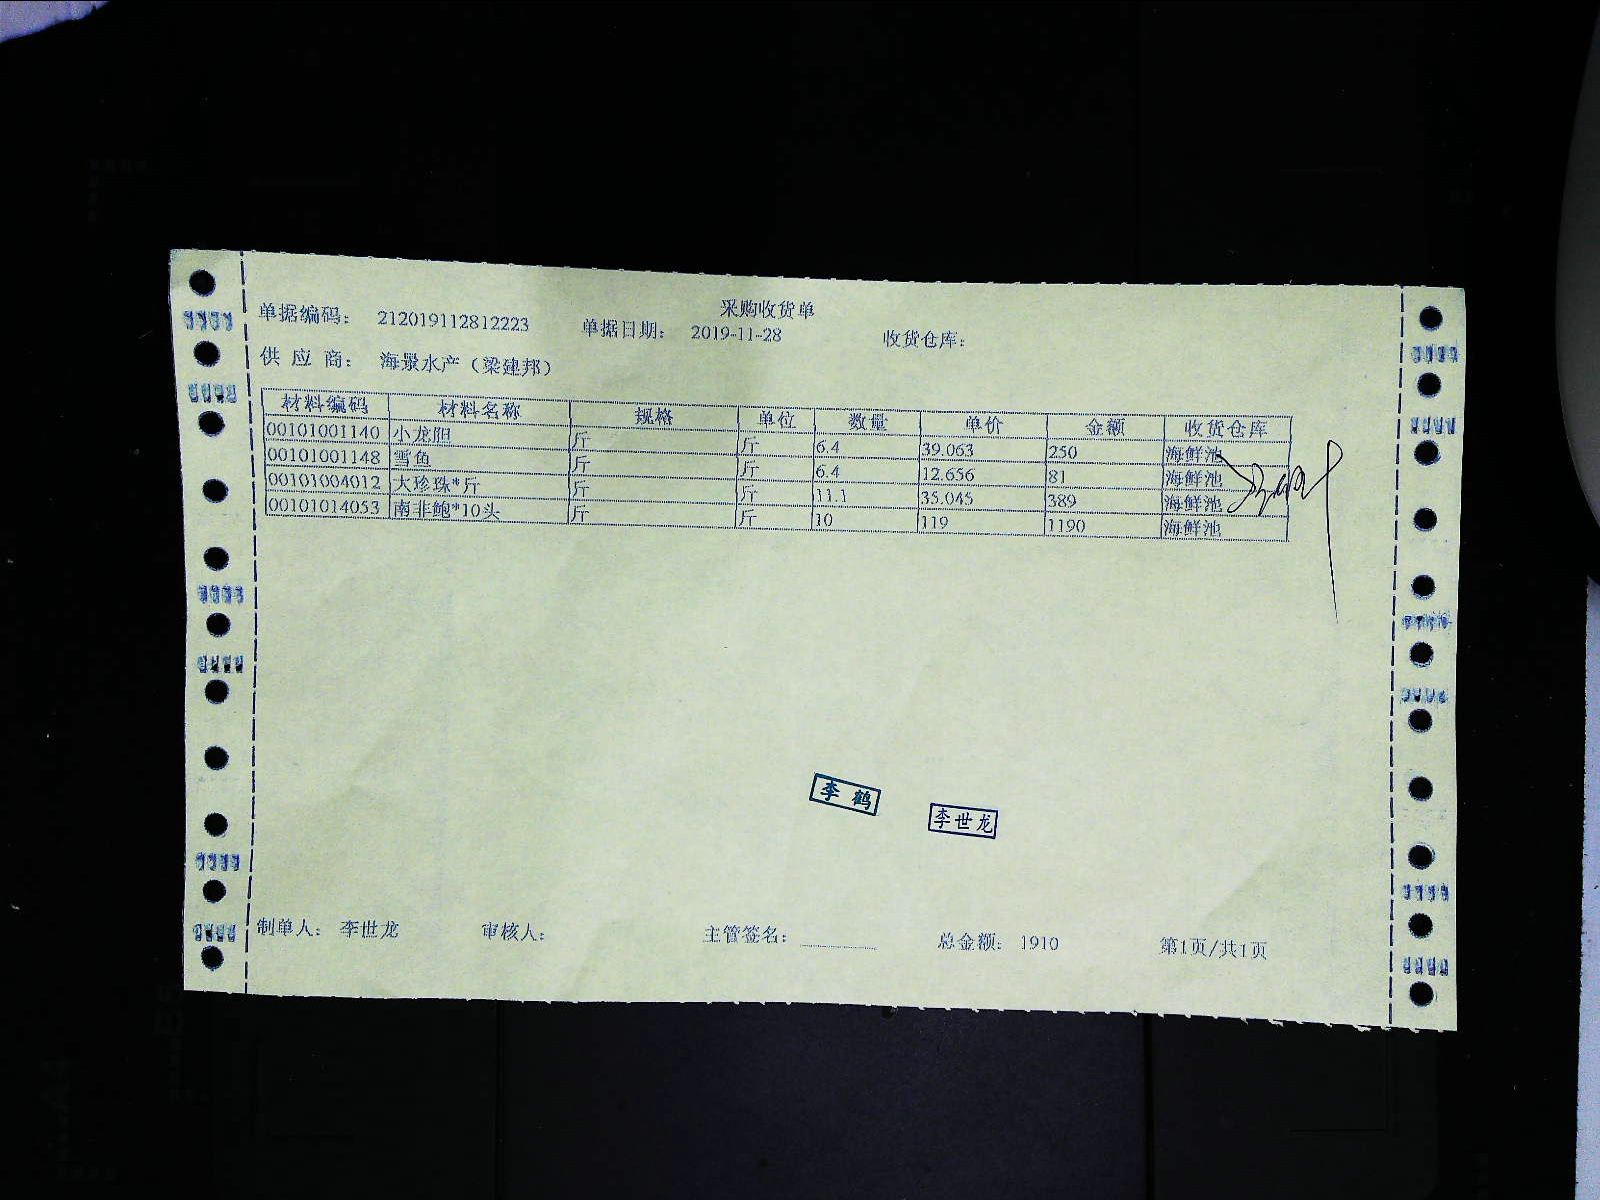 采购收货单
单据编码: 212019112812223 单据日期: 2019-11-28 收货仓库:
供 应 商: 海景水产(梁建邦)
材料编码 材料名称 规格 单位 数量 单价 金额 收货仓库
00101001140 小龙胆 斤 斤 6.4 39.063 250 海鲜池
00101001148 雪鱼 斤 斤 6.4 12.656 81 海鲜池
00101004012 大珍珠*斤 斤 斤 11.1 35.045 389 海鲜池
00101014053 南非鲍*10头 斤 斤 10 119 1190 海鲜池
李 鹤
李世龙
制单人: 李世龙 审核人: 主管签名: 总金额: 1910 第1页/共1页